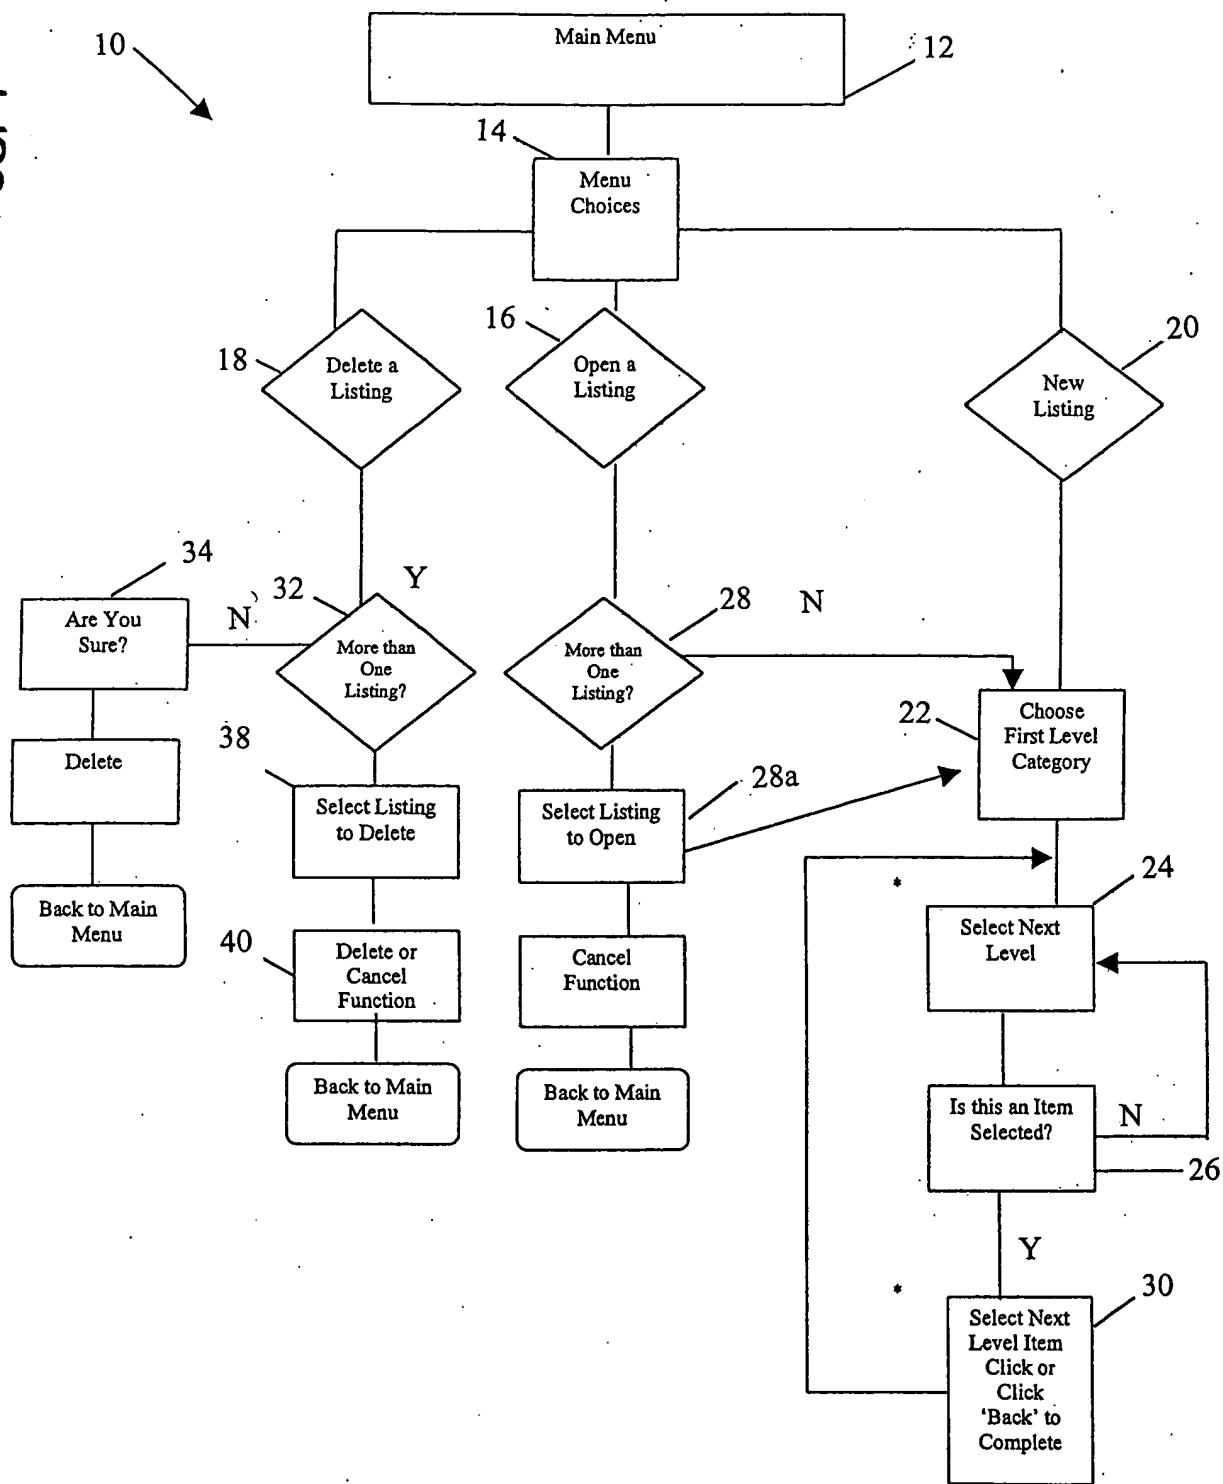 Main Menu
10
12
14
Menu
Choices
16
20
18
Delete a
Listing
Open a
Listing
New
Listing
34
Y
32
28
N
Are You
Sure?
N
More than
One
Listing?
More than
One
Listing?
22
Choose
First Level
Category
38
Delete
28a
Select Listing
to Delete
Select Listing
to Open
24
*
Back to Main
Menu
Select Next
Level
40
Delete or
Cancel
Function
Cancel
Function
Back to Main
Menu
Back to Main
Menu
Is this an Item
Selected?
N
26
Y
*
30
Select Next
Level Item
Click or
Click
'Back' to
Complete